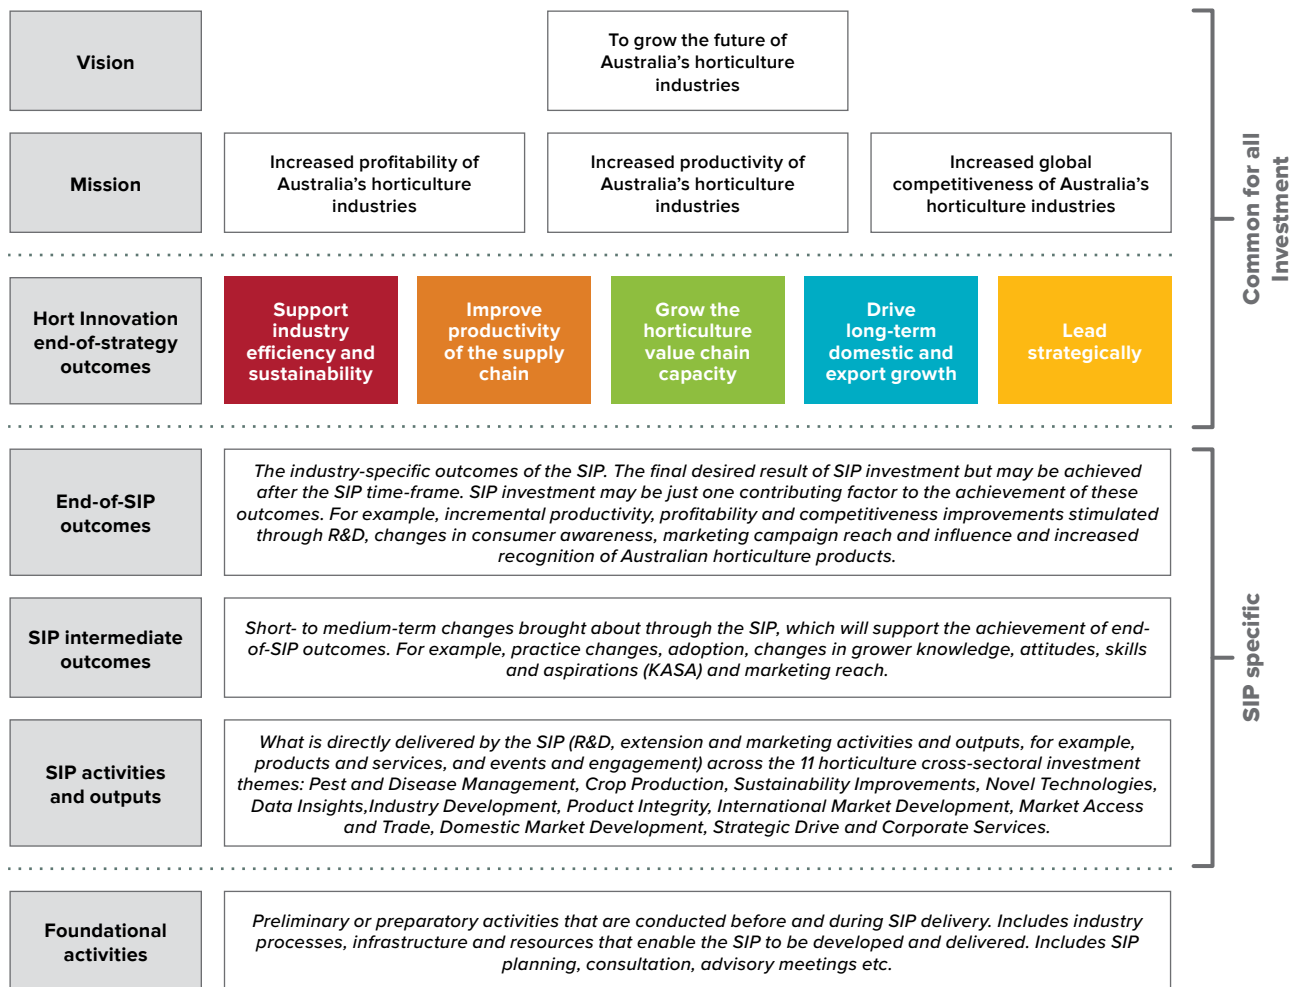 Vision
To grow the future of
Australia's horticulture
industries
Mission
Increased profitability of
Australia's horticulture
industries
Increased productivity of
Australia's horticulture
industries
Increased global
competitiveness of Australia's
horticulture industries
Common for all
Investment
Hort Innovation
end-of-strategy
outcomes
Support
industry
efficiency and
sustainability
Improve
productivity
of the supply
chain
Grow the
horticulture
value chain
capacity
Drive
long-term
domestic and
export growth
Lead
strategically
End-of-SIP
outcomes
The industry-specific outcomes of the SIP. The final desired result of SIP investment but may be achieved
after the SIP time-frame. SIP investment may be just one contributing factor to the achievement of these
outcomes. For example, incremental productivity, profitability and competitiveness improvements stimulated
through R&D, changes in consumer awareness, marketing campaign reach and influence and increased
recognition of Australian horticulture products.
SIP intermediate
outcomes
Short- to medium-term changes brought about through the SIP, which will support the achievement of end-
of-SIP outcomes. For example, practice changes, adoption, changes in grower knowledge, attitudes, skills
and aspirations (KASA) and marketing reach.
SIP specific
SIP activities
and outputs
What is directly delivered by the SIP (R&D, extension and marketing activities and outputs, for example,
products and services, and events and engagement) across the 11 horticulture cross-sectoral investment
themes: Pest and Disease Management, Crop Production, Sustainability Improvements, Novel Technologies,
Data Insights,Industry Development, Product Integrity, International Market Development, Market Access
and Trade, Domestic Market Development, Strategic Drive and Corporate Services.
Foundational
activities
Preliminary or preparatory activities that are conducted before and during SIP delivery. Includes industry
processes, infrastructure and resources that enable the SIP to be developed and delivered. Includes SIP
planning, consultation, advisory meetings etc.